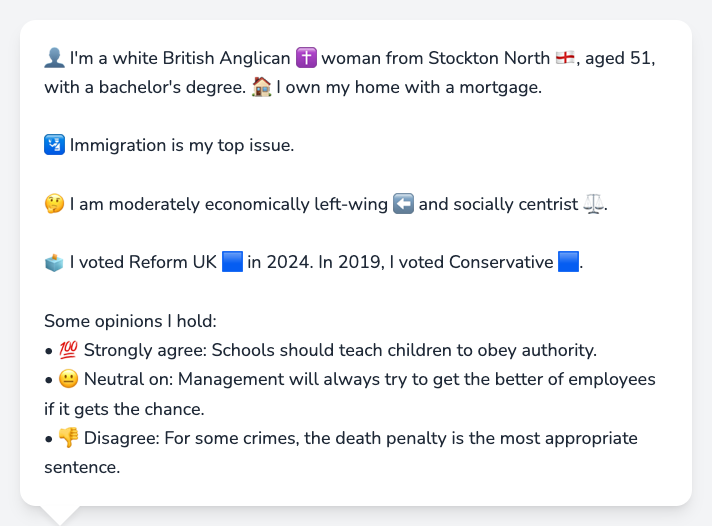 👤 I'm a white British Anglican ✝️ woman from Stockton North 🏴󠁧󠁢󠁥󠁮󠁧󠁿, aged 51,
with a bachelor's degree. 🏠 I own my home with a mortgage.
🛂 Immigration is my top issue.
🤔 I am moderately economically left-wing ⬅️ and socially centrist ⚖️.
🗳️ I voted Reform UK 🟦 in 2024. In 2019, I voted Conservative 🟦.
Some opinions I hold:
• 💯 Strongly agree: Schools should teach children to obey authority.
• 😐 Neutral on: Management will always try to get the better of employees
if it gets the chance.
• 👎 Disagree: For some crimes, the death penalty is the most appropriate
sentence.